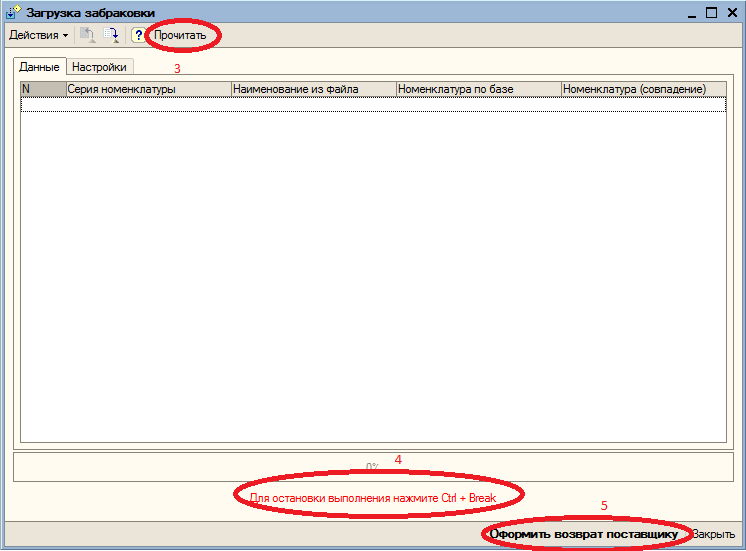 Загрузка забраковки
Действия ? Прочитать
3
Данные Настройки
N Серия номенклатуры Наименование из файла Номенклатура по базе Номенклатура (совпадение)
0% 4
Для остановки выполнения нажмите Ctrl + Break
5
Оформить возврат поставщику Закрыть